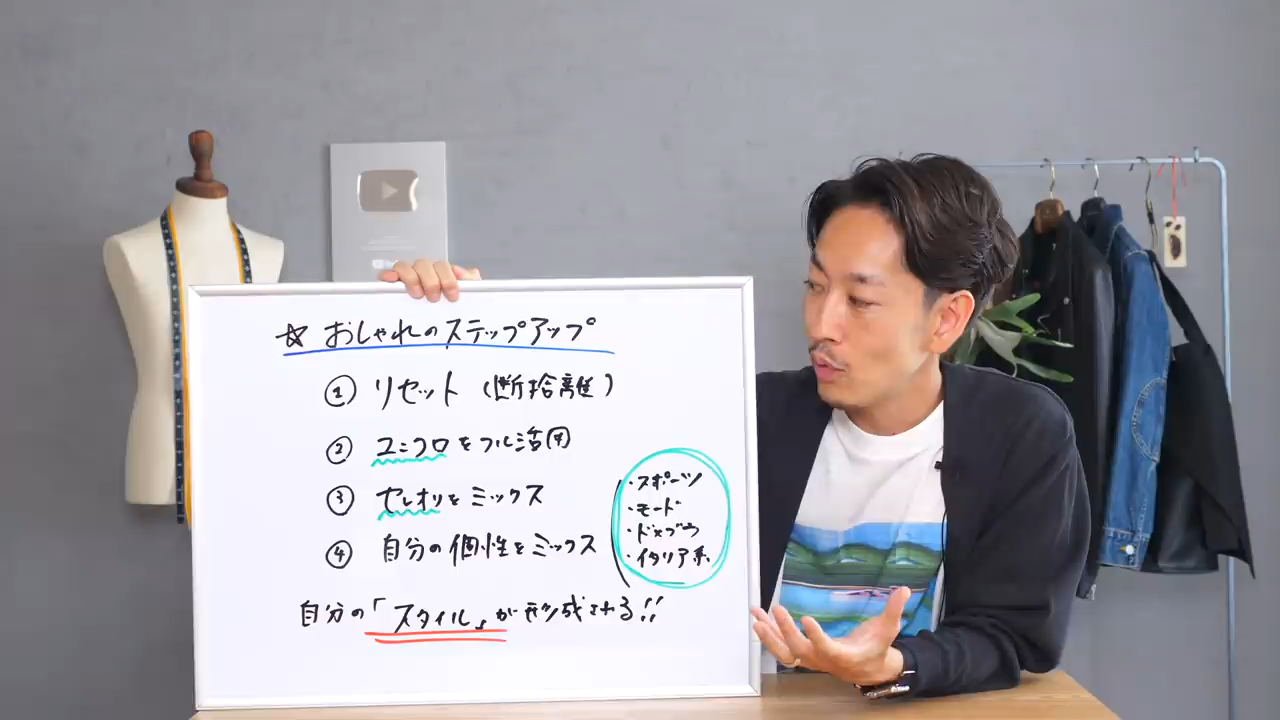 ☆ おしゃれのステップアップ
① リセット (断捨離)
② ユニクロをフル活用
③ セレオリをミックス
④ 自分の個性をミックス
・スポーツ
・モード
・ドメブラ
・イタリア系
自分の「スタイル」が形成される!!